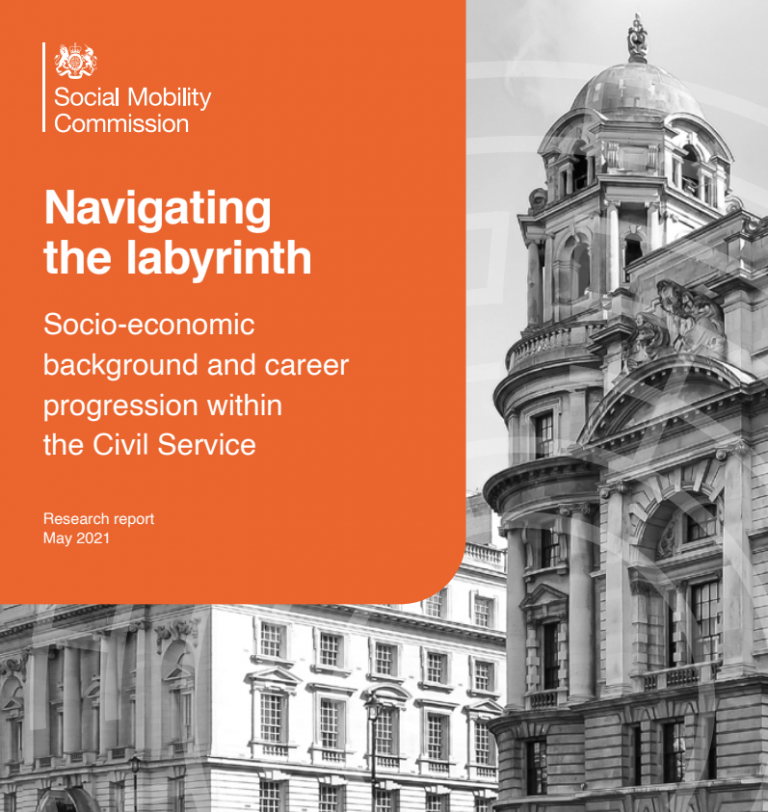 Social Mobility
Commission
Navigating
the labyrinth
Socio-economic
background and career
progression within
the Civil Service
Research report
May 2021